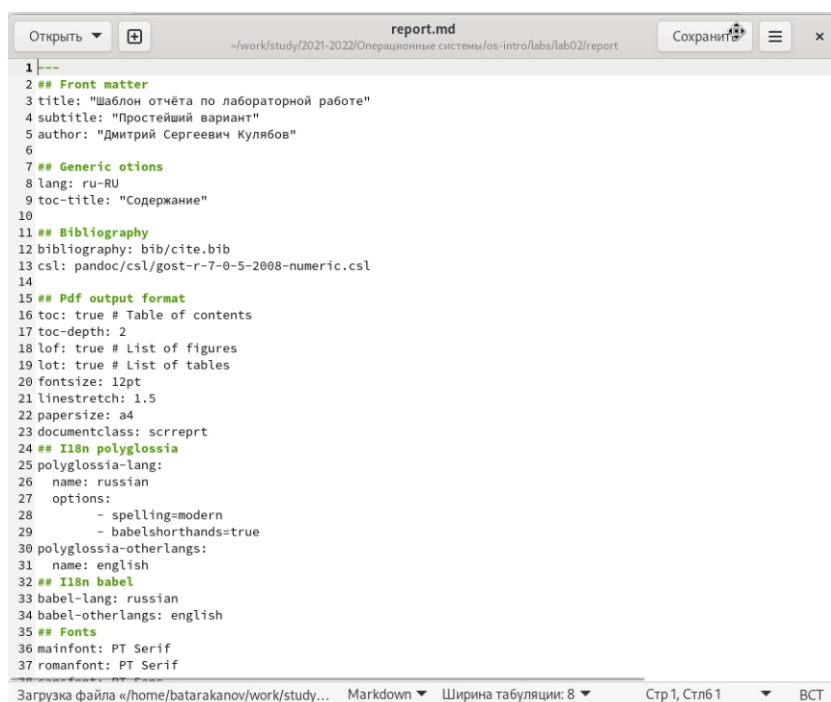 Открыть
report.md
~/work/study/2021-2022/Операционные системы/os-intro/labs/lab02/report
1 ---
2 ## Front matter
3 title: "Шаблон отчёта по лабораторной работе"
4 subtitle: "Простейший вариант"
5 author: "Дмитрий Сергеевич Кулябов"
6
7 ## Generic otions
8 lang: ru-RU
9 toc-title: "Содержание"
10
11 ## Bibliography
12 bibliography: bib/cite.bib
13 csl: pandoc/csl/gost-r-7-0-5-2008-numeric.csl
14
15 ## Pdf output format
16 toc: true # Table of contents
17 toc-depth: 2
18 lof: true # List of figures
19 lot: true # List of tables
20 fontsize: 12pt
21 linestretch: 1.5
22 papersize: a4
23 documentclass: scrreprt
24 ## I18n polyglossia
25 polyglossia-lang:
26   name: russian
27   options:
28         - spelling=modern
29         - babelshorthands=true
30 polyglossia-otherlangs:
31   name: english
32 ## I18n babel
33 babel-lang: russian
34 babel-otherlangs: english
35 ## Fonts
36 mainfont: PT Serif
37 romanfont: PT Serif
Загрузка файла «/home/batarakanov/work/study... Markdown Ширина табуляции: 8 Стр 1, Стлб 1 ВСТ